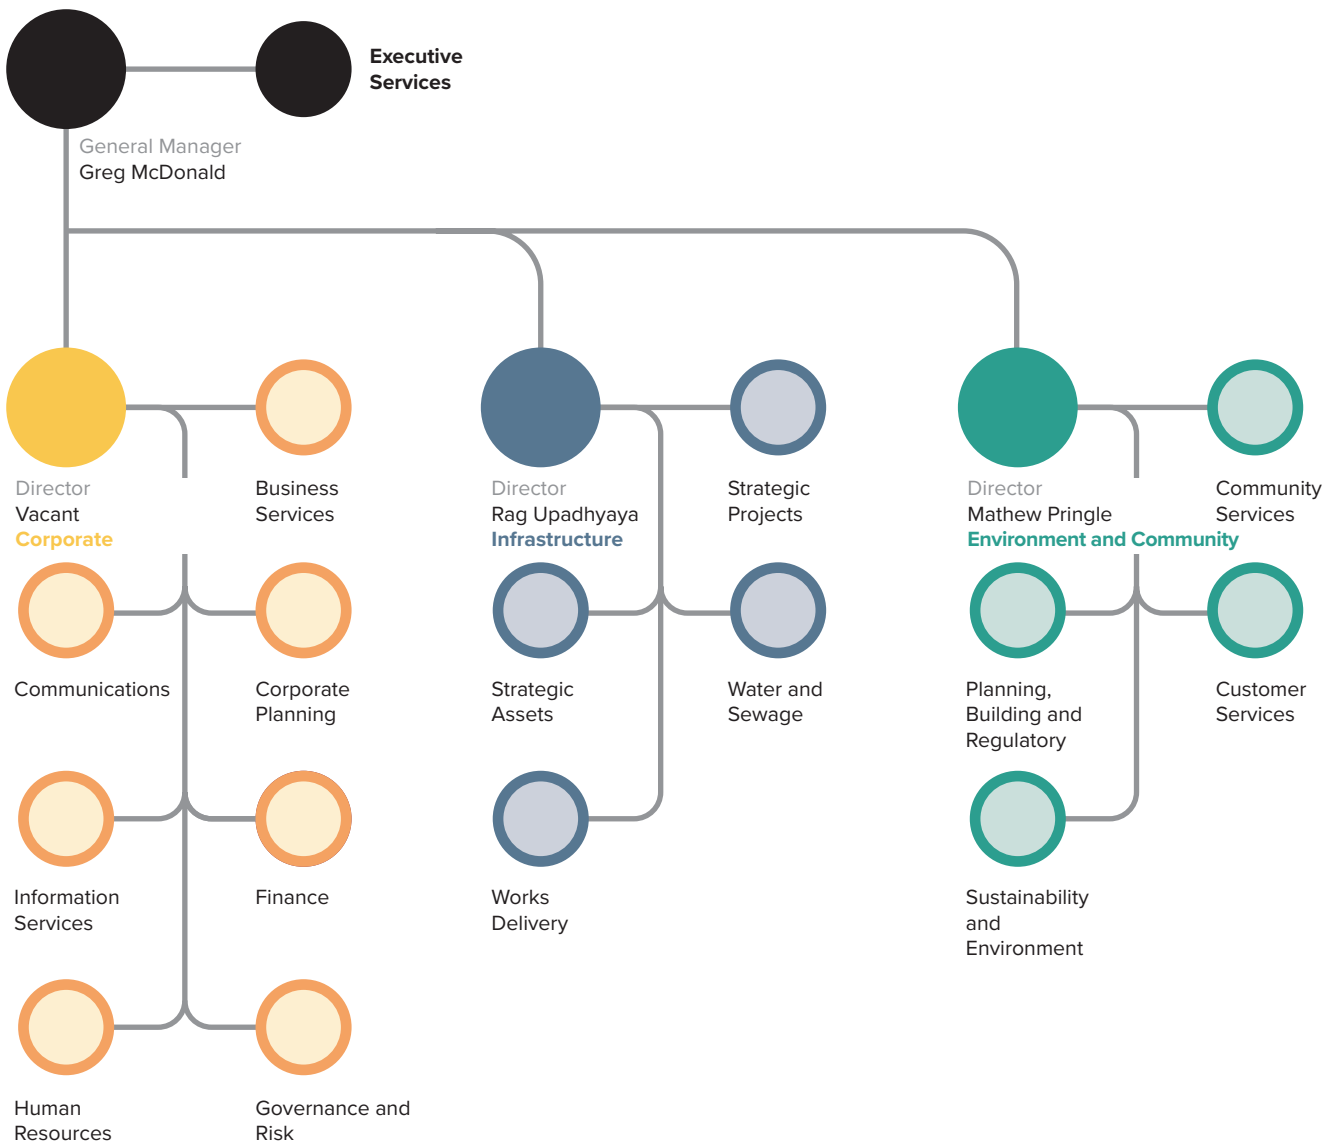 Executive
Services
General Manager
Greg McDonald
Director
Vacant
Corporate
Business
Services
Director
Rag Upadhyaya
Infrastructure
Strategic
Projects
Director
Mathew Pringle
Environment and Community
Community
Services
Communications
Corporate
Planning
Strategic
Assets
Water and
Sewage
Planning,
Building and
Regulatory
Customer
Services
Information
Services
Finance
Works
Delivery
Sustainability
and
Environment
Human
Resources
Governance and
Risk